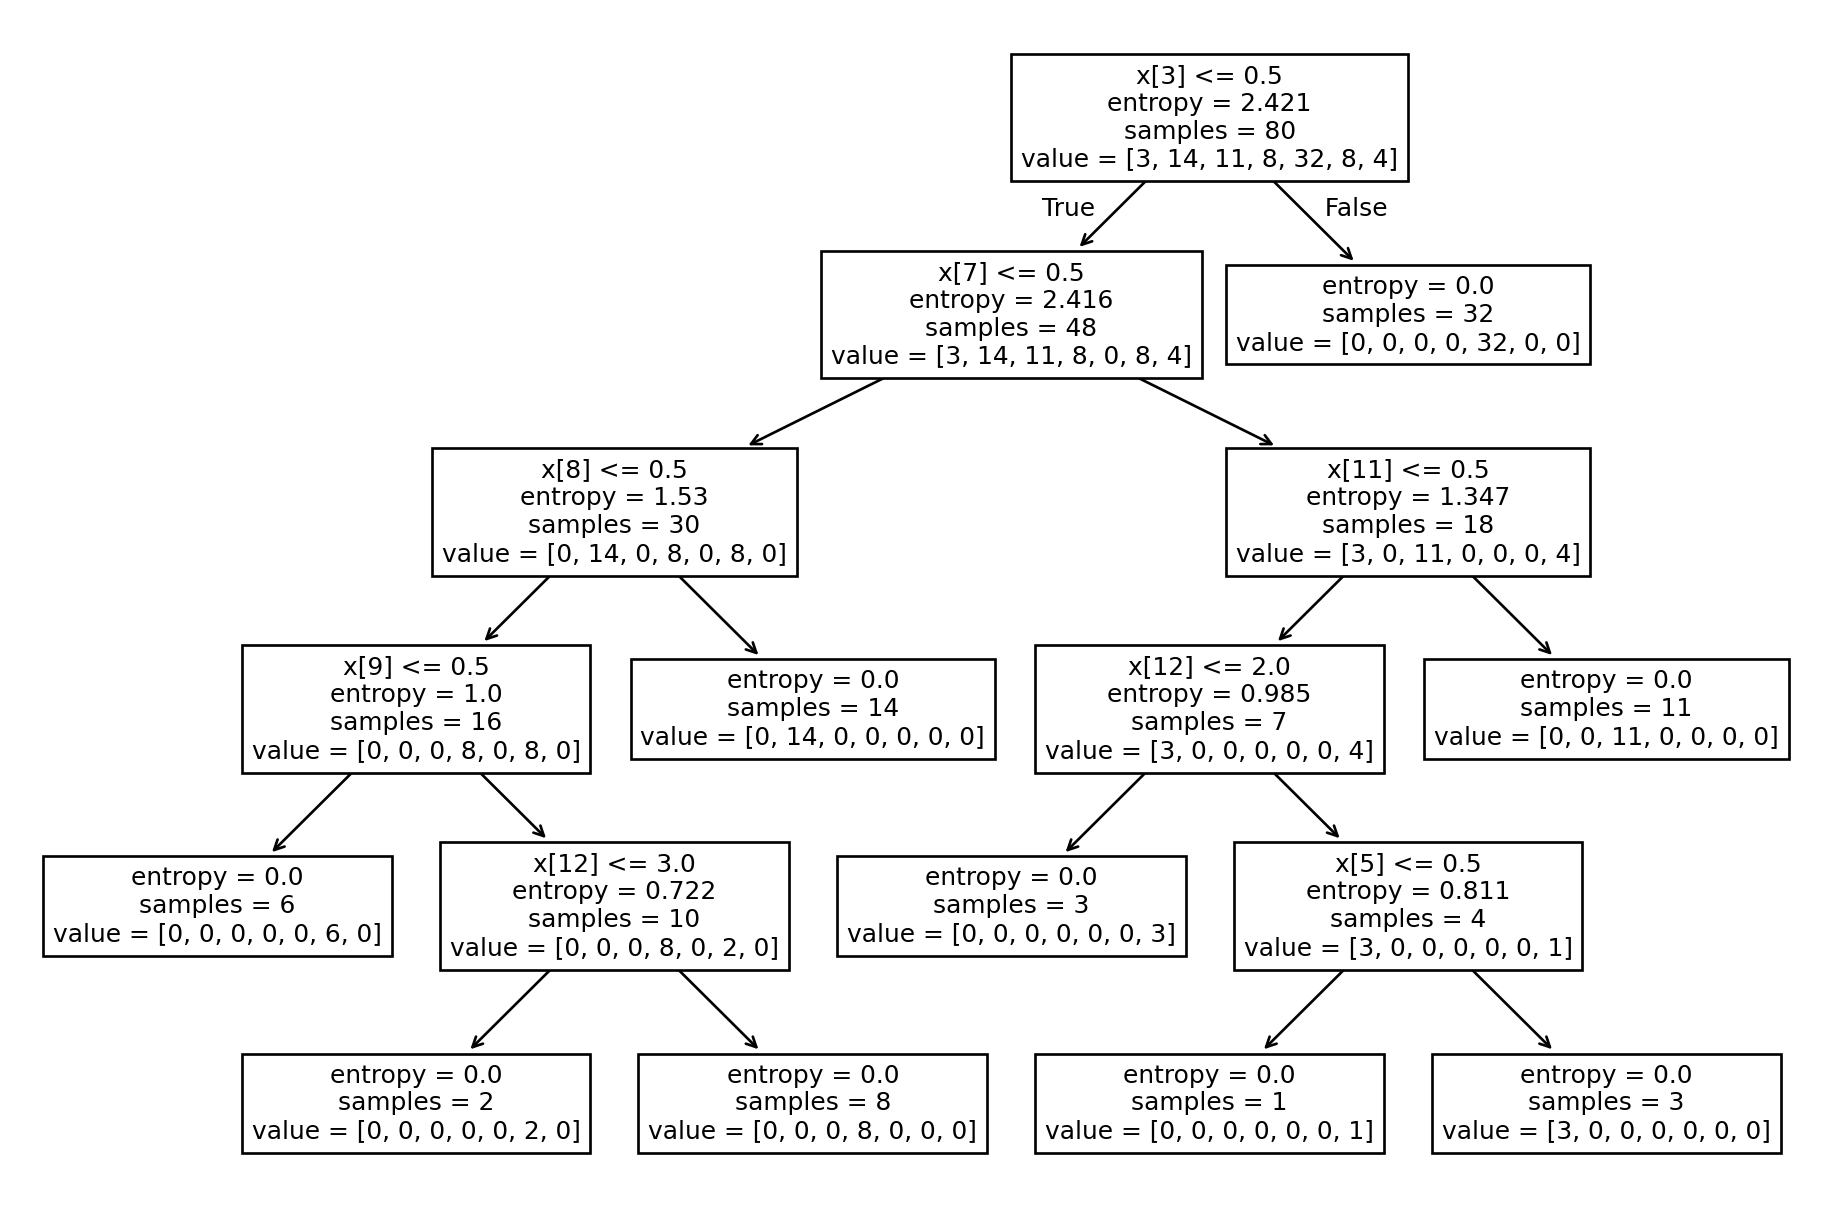 x[3] <= 0.5
entropy = 2.421
samples = 80
value = [3, 14, 11, 8, 32, 8, 4]
True
False
x[7] <= 0.5
entropy = 2.416
samples = 48
value = [3, 14, 11, 8, 0, 8, 4]
entropy = 0.0
samples = 32
value = [0, 0, 0, 0, 32, 0, 0]
x[8] <= 0.5
entropy = 1.53
samples = 30
value = [0, 14, 0, 8, 0, 8, 0]
x[11] <= 0.5
entropy = 1.347
samples = 18
value = [3, 0, 11, 0, 0, 0, 4]
x[9] <= 0.5
entropy = 1.0
samples = 16
value = [0, 0, 0, 8, 0, 8, 0]
entropy = 0.0
samples = 14
value = [0, 14, 0, 0, 0, 0, 0]
x[12] <= 2.0
entropy = 0.985
samples = 7
value = [3, 0, 0, 0, 0, 0, 4]
entropy = 0.0
samples = 11
value = [0, 0, 11, 0, 0, 0, 0]
entropy = 0.0
samples = 6
value = [0, 0, 0, 0, 0, 6, 0]
x[12] <= 3.0
entropy = 0.722
samples = 10
value = [0, 0, 0, 8, 0, 2, 0]
entropy = 0.0
samples = 3
value = [0, 0, 0, 0, 0, 0, 3]
x[5] <= 0.5
entropy = 0.811
samples = 4
value = [3, 0, 0, 0, 0, 0, 1]
entropy = 0.0
samples = 2
value = [0, 0, 0, 0, 0, 2, 0]
entropy = 0.0
samples = 8
value = [0, 0, 0, 8, 0, 0, 0]
entropy = 0.0
samples = 1
value = [0, 0, 0, 0, 0, 0, 1]
entropy = 0.0
samples = 3
value = [3, 0, 0, 0, 0, 0, 0]